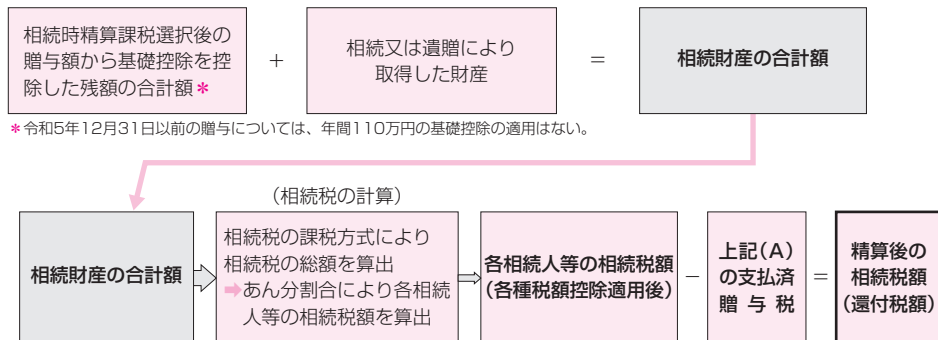 相続時精算課税選択後の
贈与額から基礎控除を控
除した残額の合計額＊
＋
相続又は遺贈により
取得した財産
＝
相続財産の合計額
＊令和5年12月31日以前の贈与については、年間110万円の基礎控除の適用はない。
（相続税の計算）
相続財産の合計額
相続税の課税方式により
相続税の総額を算出
➡あん分割合により各相続
人等の相続税額を算出
各相続人等の相続税額
（各種税額控除適用後）
－
上記（A）
の支払済
贈与税
＝
精算後の
相続税額
（還付税額）